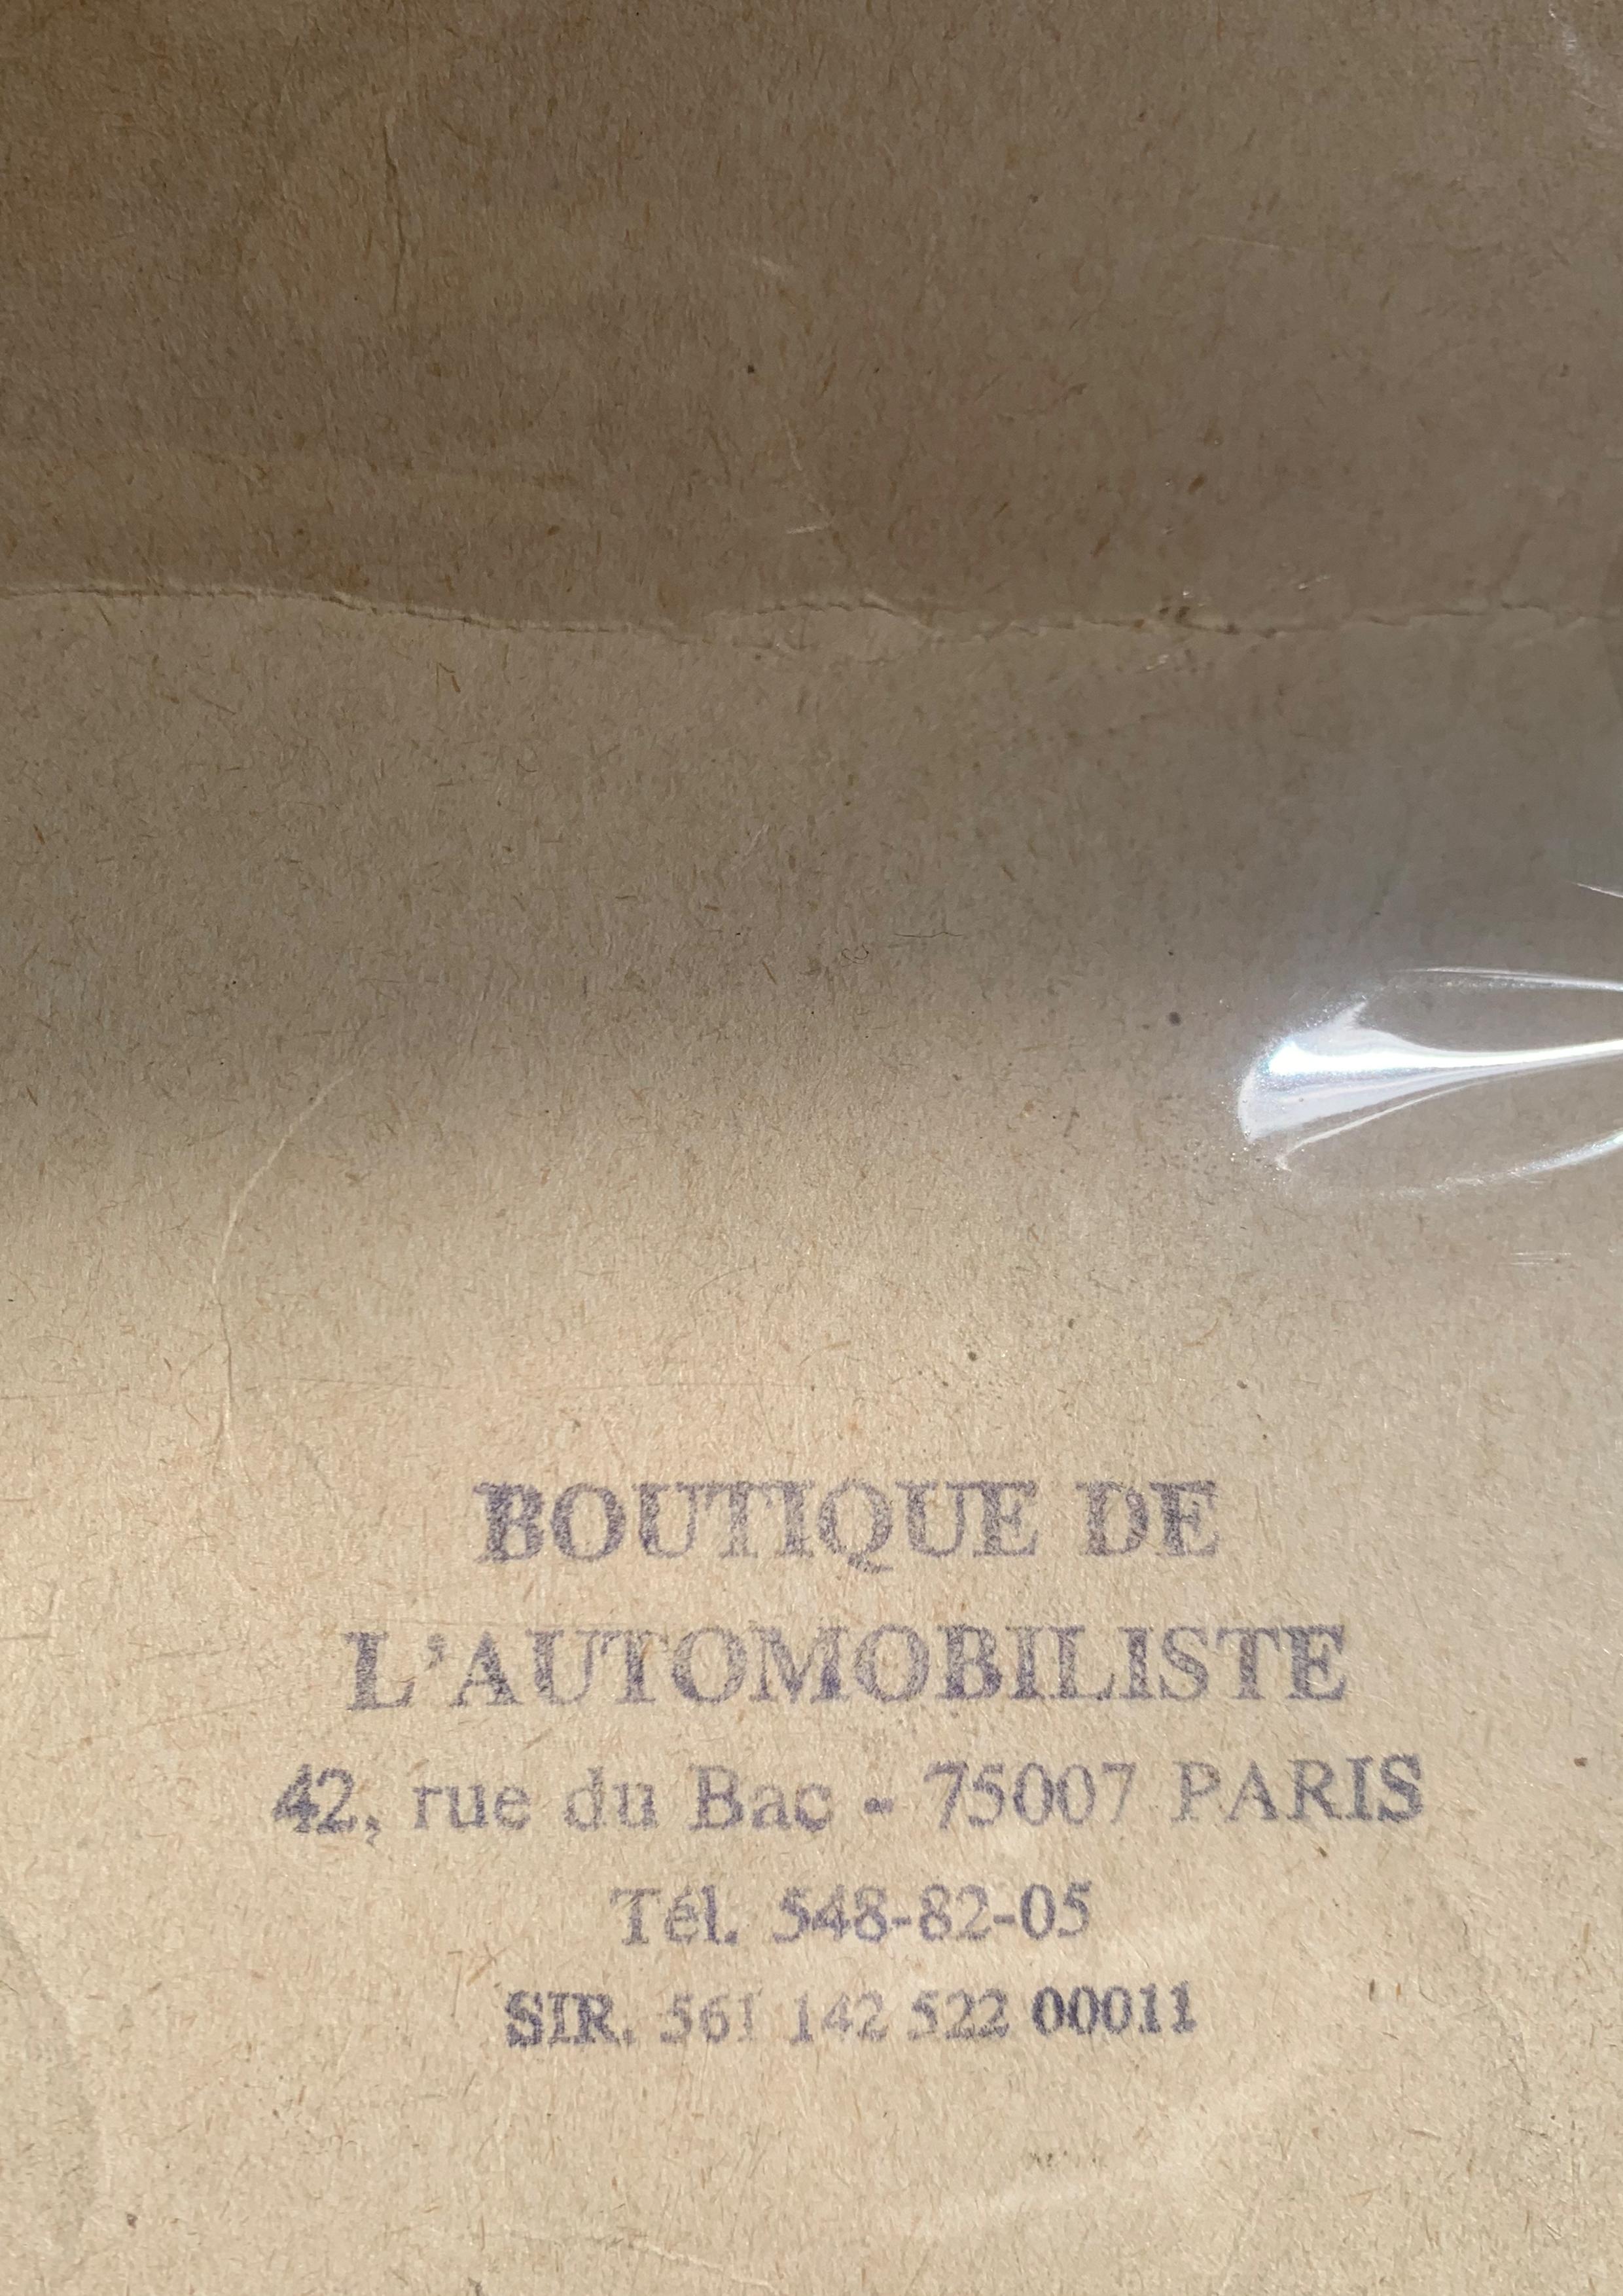 BOUTIQUE DE
L'AUTOMOBILISTE
42, rue du Bac - 75007 PARIS
Tél. 548-82-05
SIR. 561 142 522 00011